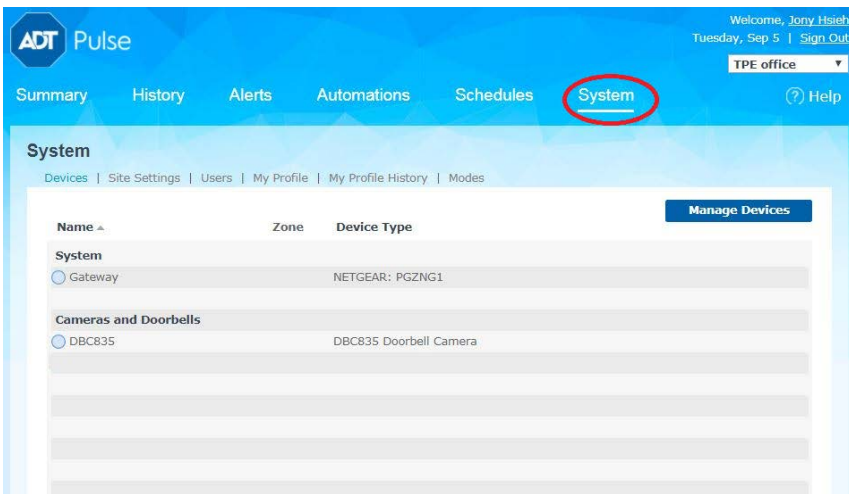 Welcome, Jony Hsieh
ADT Pulse
Tuesday, Sep 5 | Sign Out
TPE office
Summary History Alerts Automations Schedules System Help
System
Devices | Site Settings | Users | My Profile | My Profile History | Modes
Manage Devices
Name Zone Device Type
System
Gateway NETGEAR: PGZNG1
Cameras and Doorbells
DBC835 DBC835 Doorbell Camera